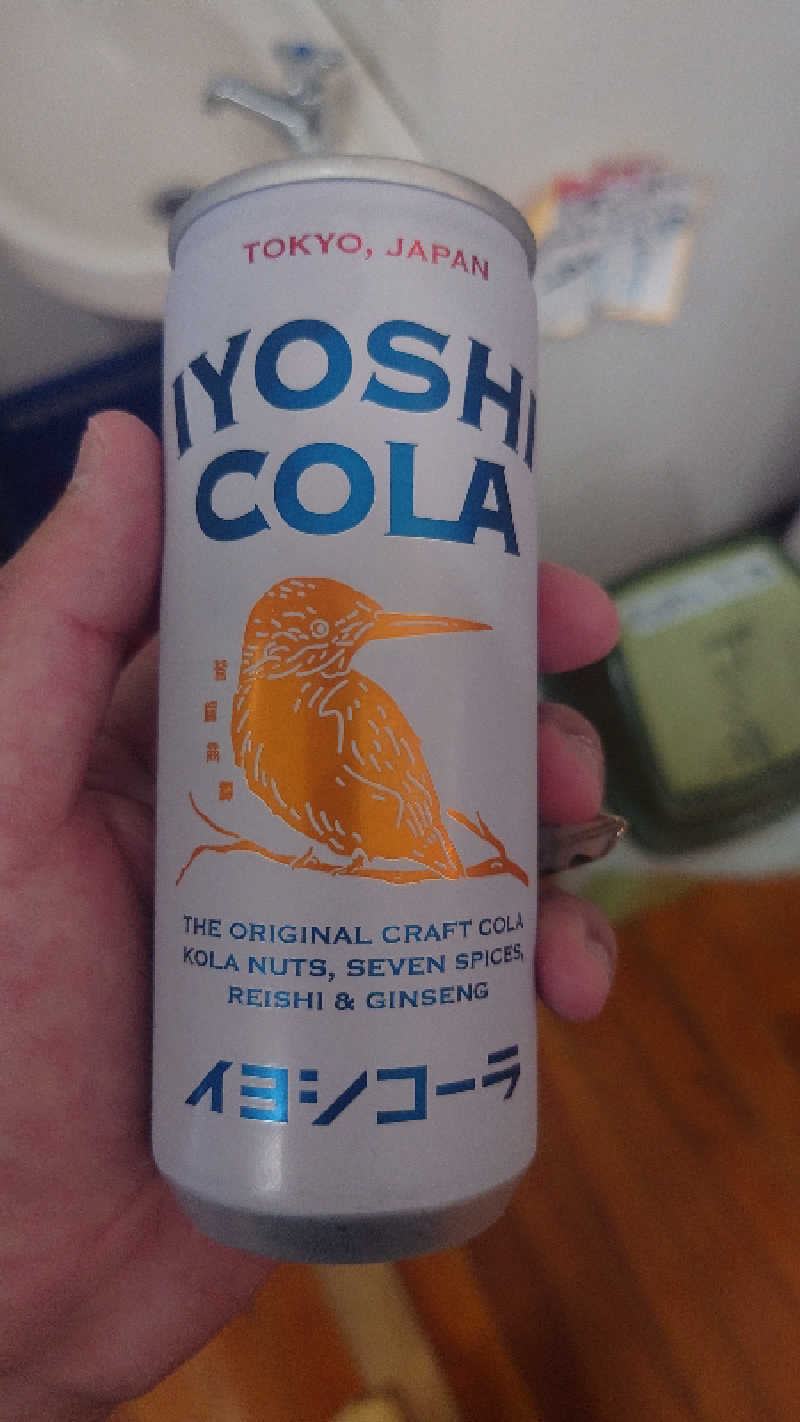 TOKYO, JAPAN
IYOSHI
COLA
THE ORIGINAL CRAFT COLA
KOLA NUTS, SEVEN SPICES,
REISHI & GINSENG
イヨシコーラ